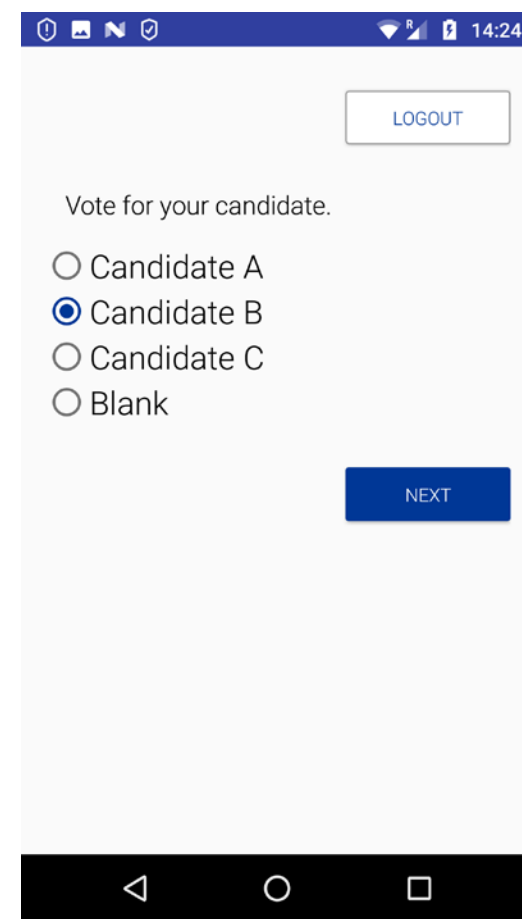 R 14:24
LOGOUT
Vote for your candidate.
Candidate A
Candidate B
Candidate C
Blank
NEXT